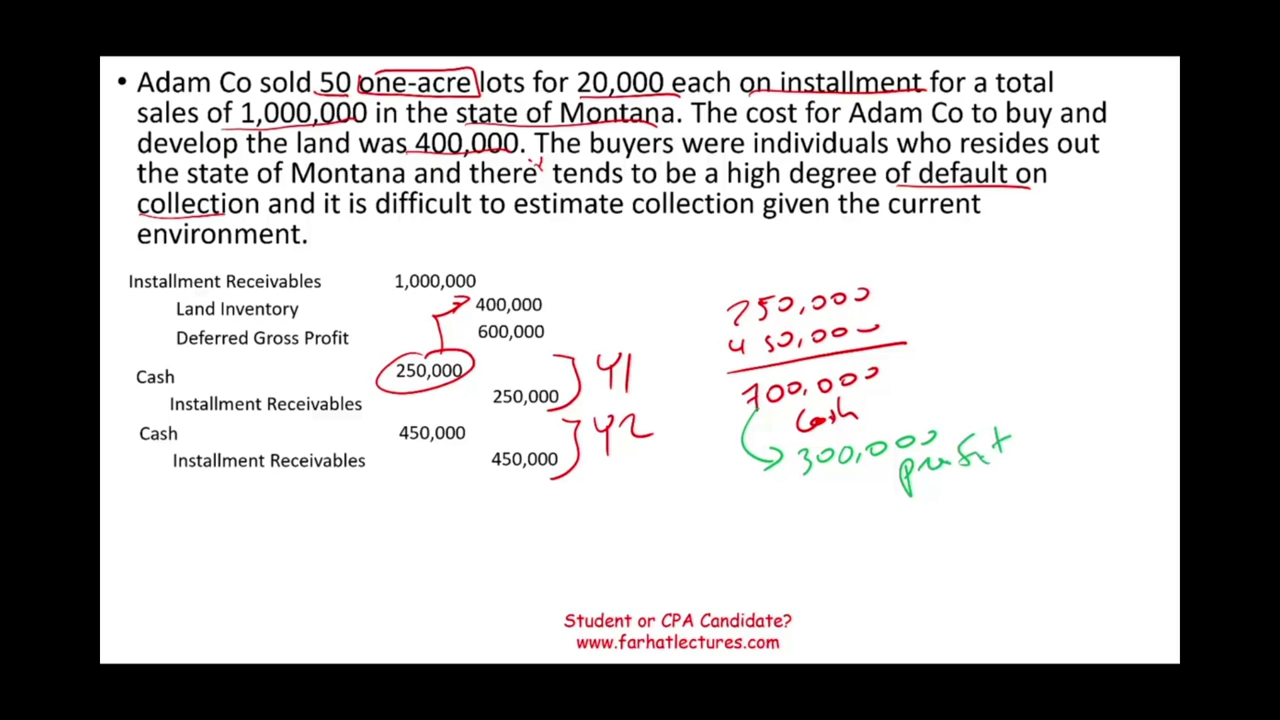 • Adam Co sold 50 one-acre lots for 20,000 each on installment for a total
sales of 1,000,000 in the state of Montana. The cost for Adam Co to buy and
develop the land was 400,000. The buyers were individuals who resides out
the state of Montana and there tends to be a high degree of default on
collection and it is difficult to estimate collection given the current
environment.
Installment Receivables 1,000,000
Land Inventory 400,000
Deferred Gross Profit 600,000
Cash 250,000
Installment Receivables 250,000
Y1
Cash 450,000
Installment Receivables 450,000
Y2
250,000
450,000
700,000
Cash
300,000
profit
Student or CPA Candidate?
www.farhatlectures.com